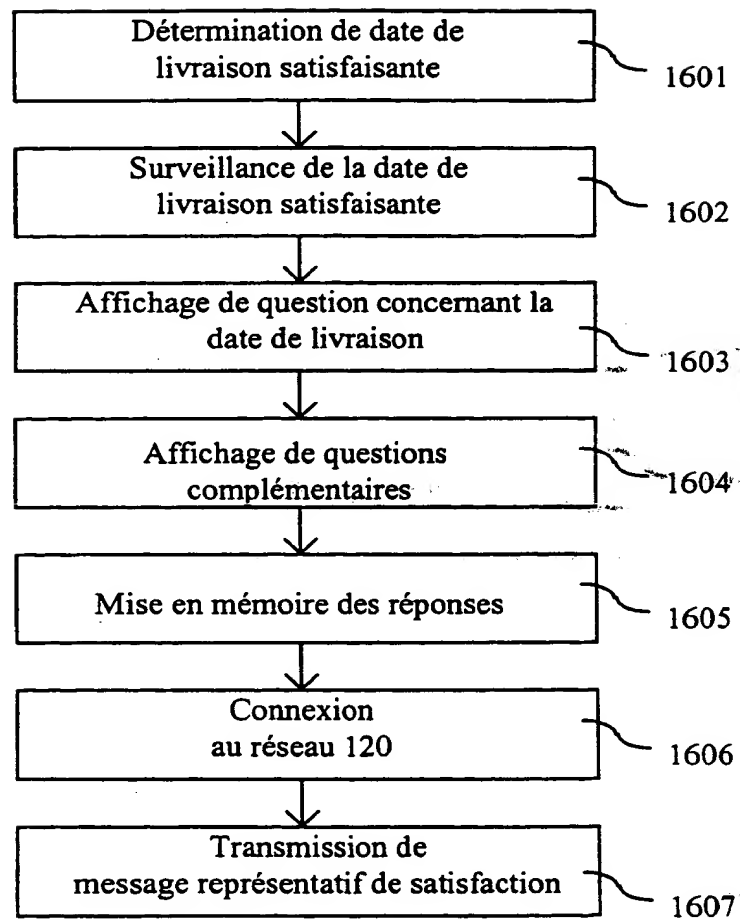 Détermination de date de
livraison satisfaisante
1601
Surveillance de la date de
livraison satisfaisante
1602
Affichage de question concernant la
date de livraison
1603
Affichage de questions
complémentaires
1604
Mise en mémoire des réponses
1605
Connexion
au réseau 120
1606
Transmission de
message représentatif de satisfaction
1607